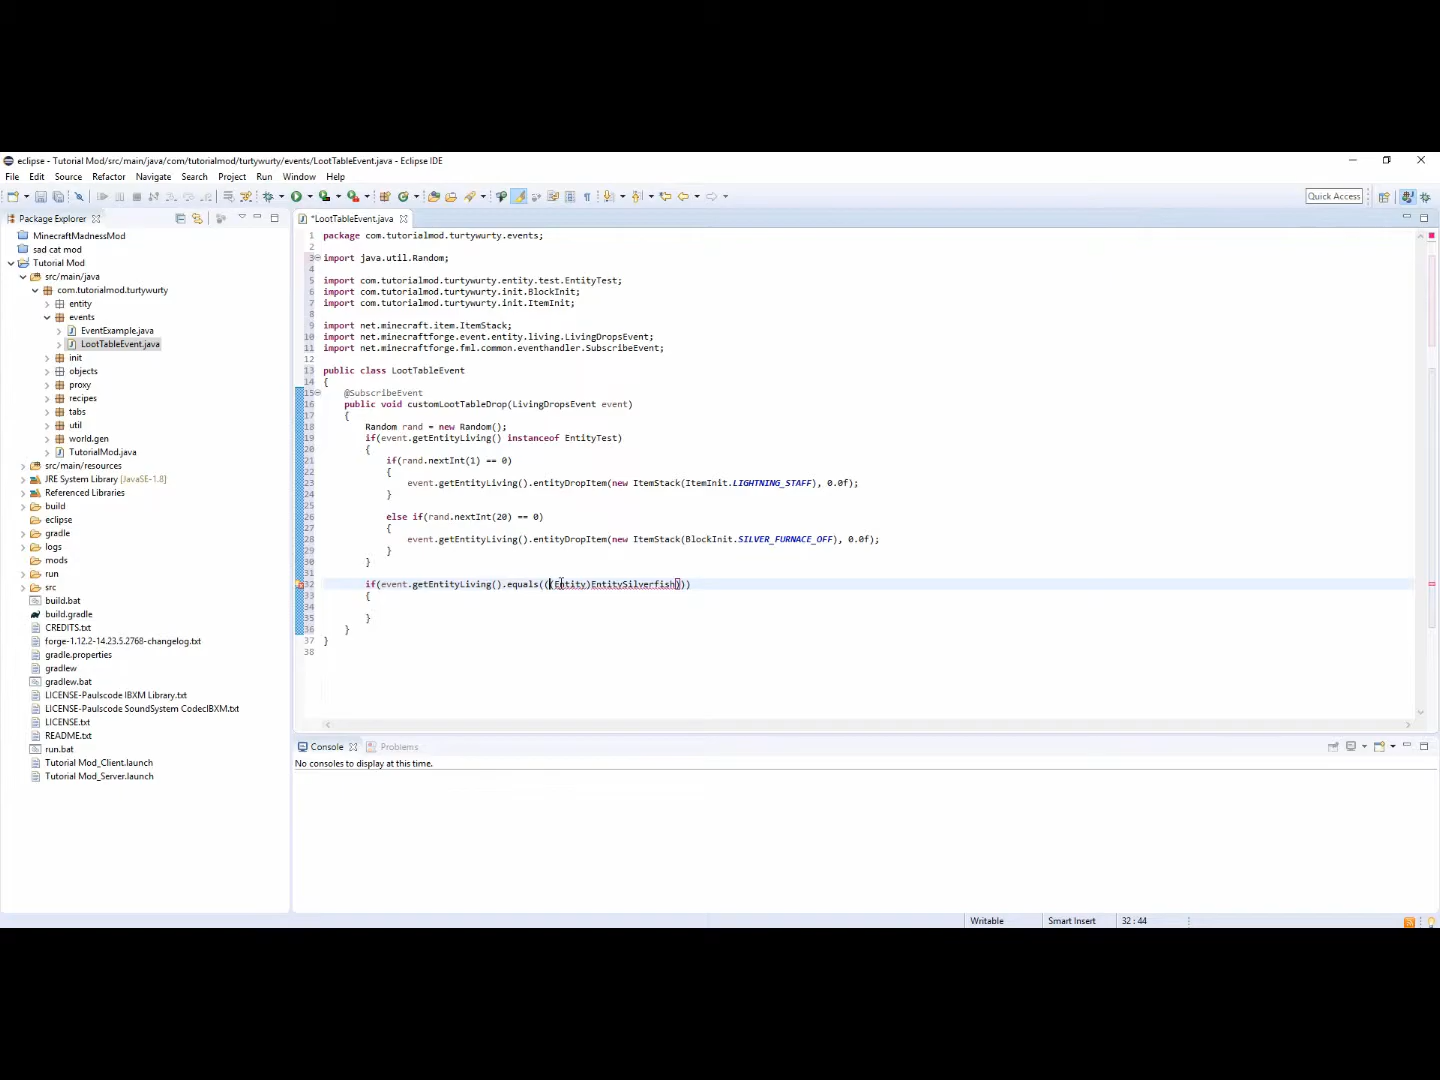 eclipse - Tutorial Mod/src/main/java/com/tutorialmod/turtywurty/events/LootTableEvent.java - Eclipse IDE
File Edit Source Refactor Navigate Search Project Run Window Help
Quick Access
Package Explorer
MinecraftMadnessMod
sad cat mod
Tutorial Mod
src/main/java
com.tutorialmod.turtywurty
entity
events
EventExample.java
LootTableEvent.java
init
objects
proxy
recipes
tabs
util
world.gen
TutorialMod.java
src/main/resources
JRE System Library [JavaSE-1.8]
Referenced Libraries
build
eclipse
gradle
logs
mods
run
src
build.bat
build.gradle
CREDITS.txt
forge-1.12.2-14.23.5.2768-changelog.txt
gradle.properties
gradlew
gradlew.bat
LICENSE-Paulscode IBXM Library.txt
LICENSE-Paulscode SoundSystem CodecIBXM.txt
LICENSE.txt
README.txt
run.bat
Tutorial Mod_Client.launch
Tutorial Mod_Server.launch
*LootTableEvent.java
1 package com.tutorialmod.turtywurty.events;
2
3 import java.util.Random;
4
5 import com.tutorialmod.turtywurty.entity.test.EntityTest;
6 import com.tutorialmod.turtywurty.init.BlockInit;
7 import com.tutorialmod.turtywurty.init.ItemInit;
8
9 import net.minecraft.item.ItemStack;
10 import net.minecraftforge.event.entity.living.LivingDropsEvent;
11 import net.minecraftforge.fml.common.eventhandler.SubscribeEvent;
12
13 public class LootTableEvent
14 {
15 @SubscribeEvent
16 public void customLootTableDrop(LivingDropsEvent event)
17 {
18 Random rand = new Random();
19 if(event.getEntityLiving() instanceof EntityTest)
20 {
21 if(rand.nextInt(1) == 0)
22 {
23 event.getEntityLiving().entityDropItem(new ItemStack(ItemInit.LIGHTNING_STAFF), 0.0f);
24 }
25
26 else if(rand.nextInt(20) == 0)
27 {
28 event.getEntityLiving().entityDropItem(new ItemStack(BlockInit.SILVER_FURNACE_OFF), 0.0f);
29 }
30 }
31
32 if(event.getEntityLiving().equals(((Entity)EntitySilverfish)))
33 {
34
35 }
36 }
37 }
38
Console Problems
No consoles to display at this time.
Writable Smart Insert 32 : 44